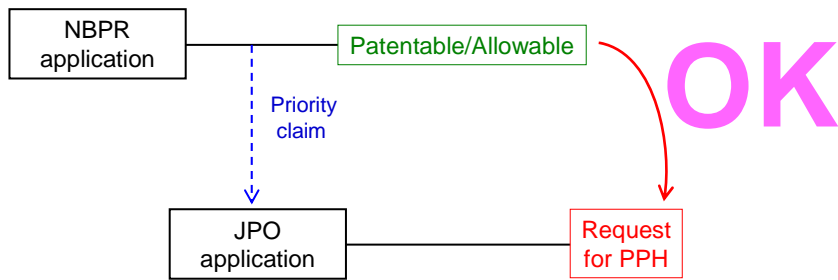 NBPR
application
Patentable/Allowable
OK
Priority
claim
JPO
application
Request
for PPH